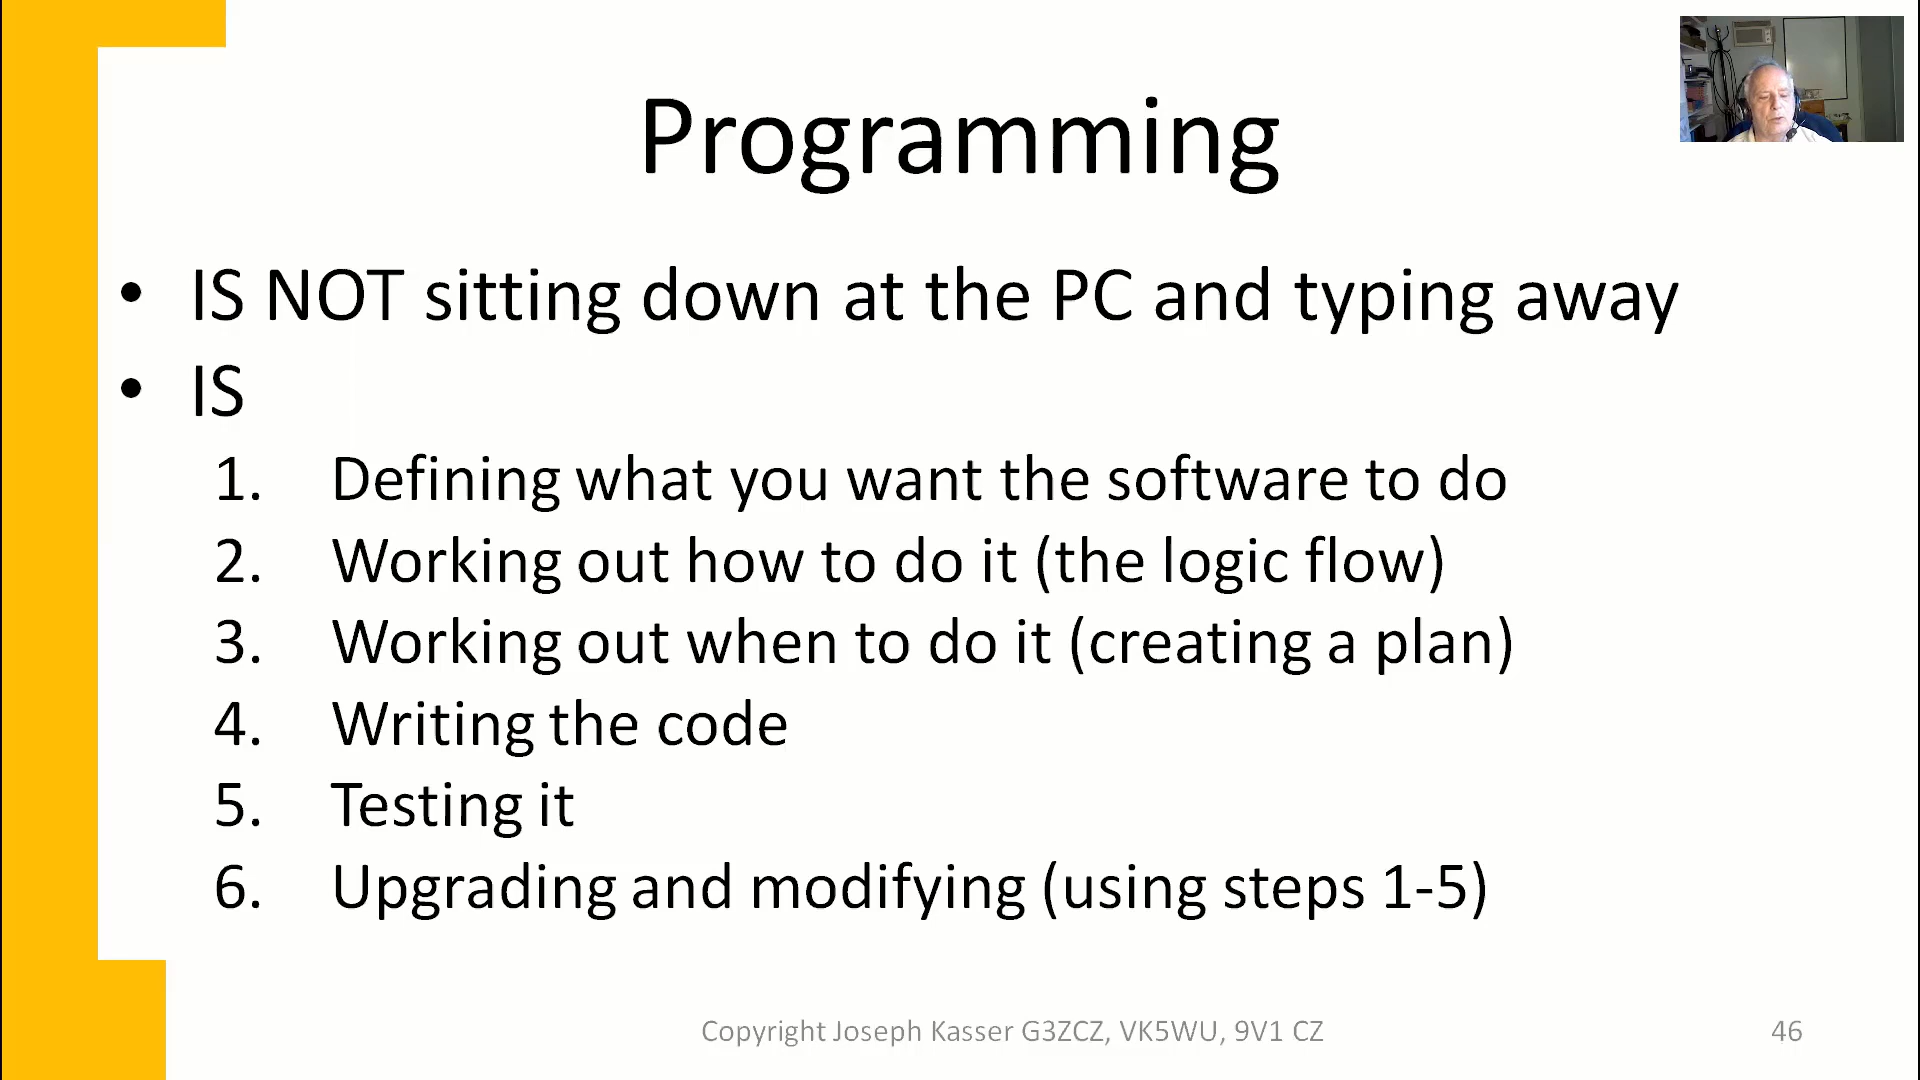 Programming
• IS NOT sitting down at the PC and typing away
• IS
1. Defining what you want the software to do
2. Working out how to do it (the logic flow)
3. Working out when to do it (creating a plan)
4. Writing the code
5. Testing it
6. Upgrading and modifying (using steps 1-5)
Copyright Joseph Kasser G3ZCZ, VK5WU, 9V1 CZ
46